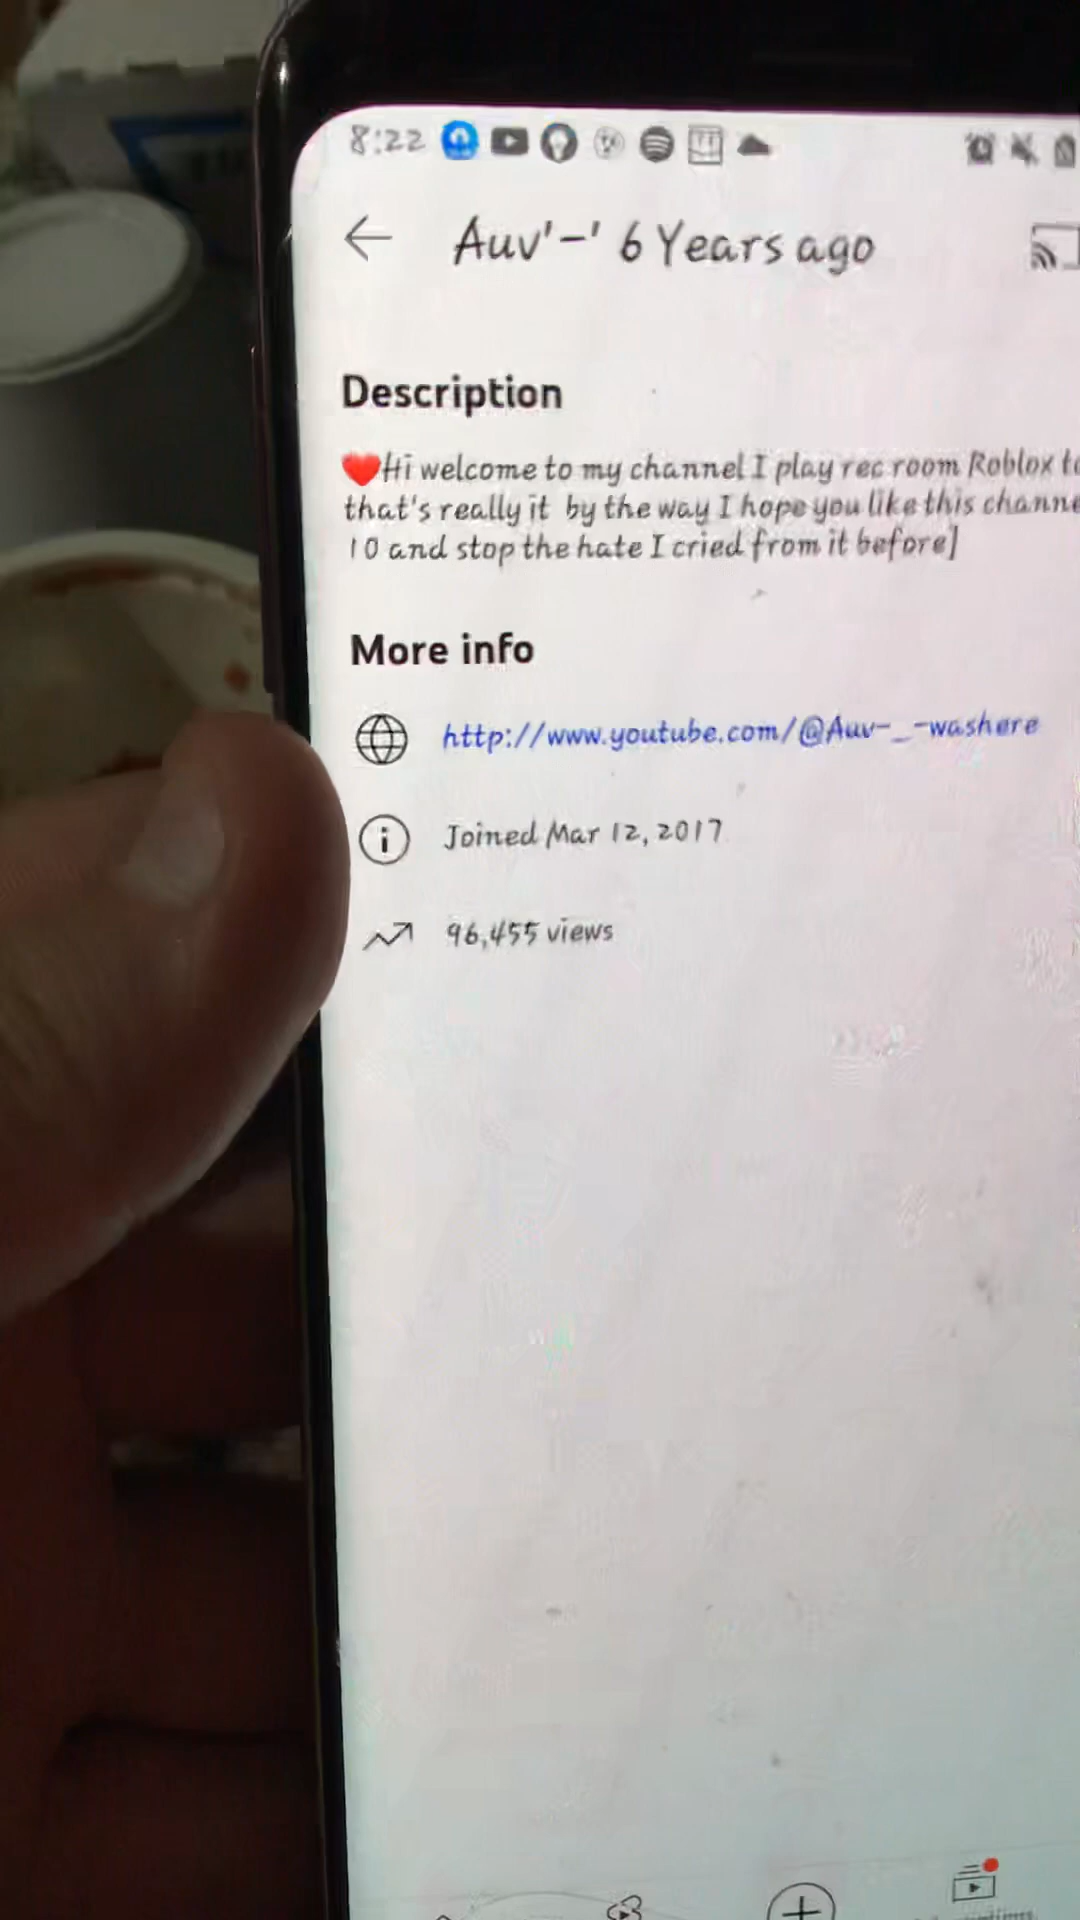 8:22
Auv'-' 6 Years ago
Description
❤️Hi welcome to my channel I play rec room Roblox
that's really it by the way I hope you like this
10 and stop the hate I cried from it before]
More info
http://www.youtube.com/@Auv-_-washere
Joined Mar 12, 2017
96,455 views